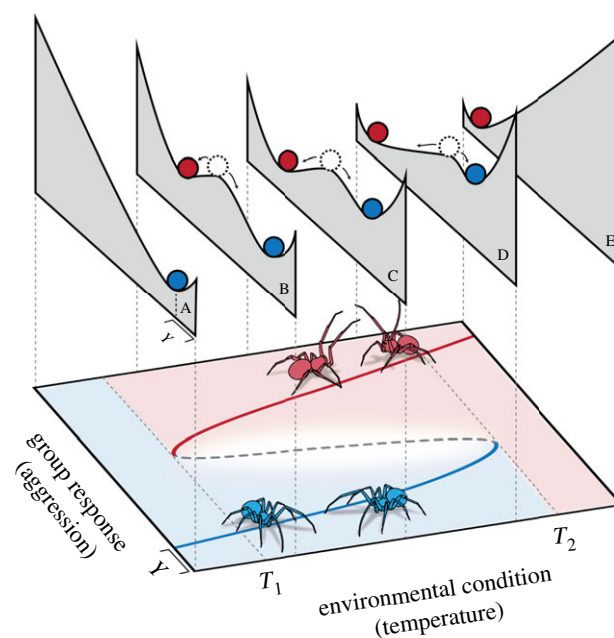 A
B
C
D
E
Y
group response
(aggression)
Y
T1
T2
environmental condition
(temperature)